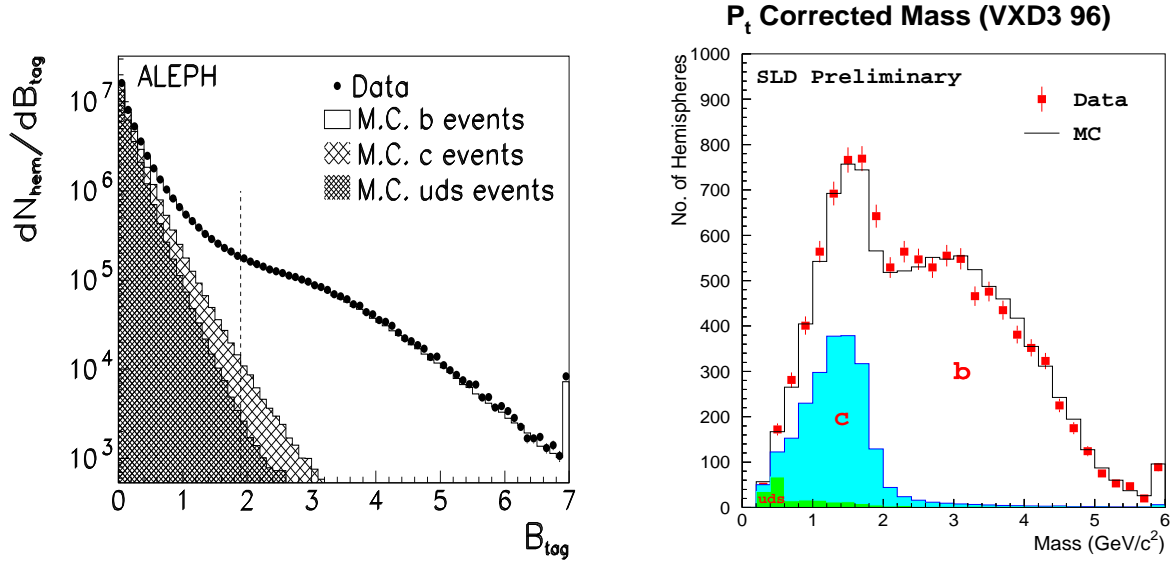 ALEPH
Data
M.C. b events
M.C. c events
M.C. uds events
dN_hem/dB_tag
10^7
10^6
10^5
10^4
10^3
0 1 2 3 4 5 6 7
B_tag
P_t Corrected Mass (VXD3 96)
SLD Preliminary
Data
MC
No. of Hemispheres
1000
900
800
700
600
500
400
300
200
100
0
b
c
uds
0 1 2 3 4 5 6
Mass (GeV/c²)